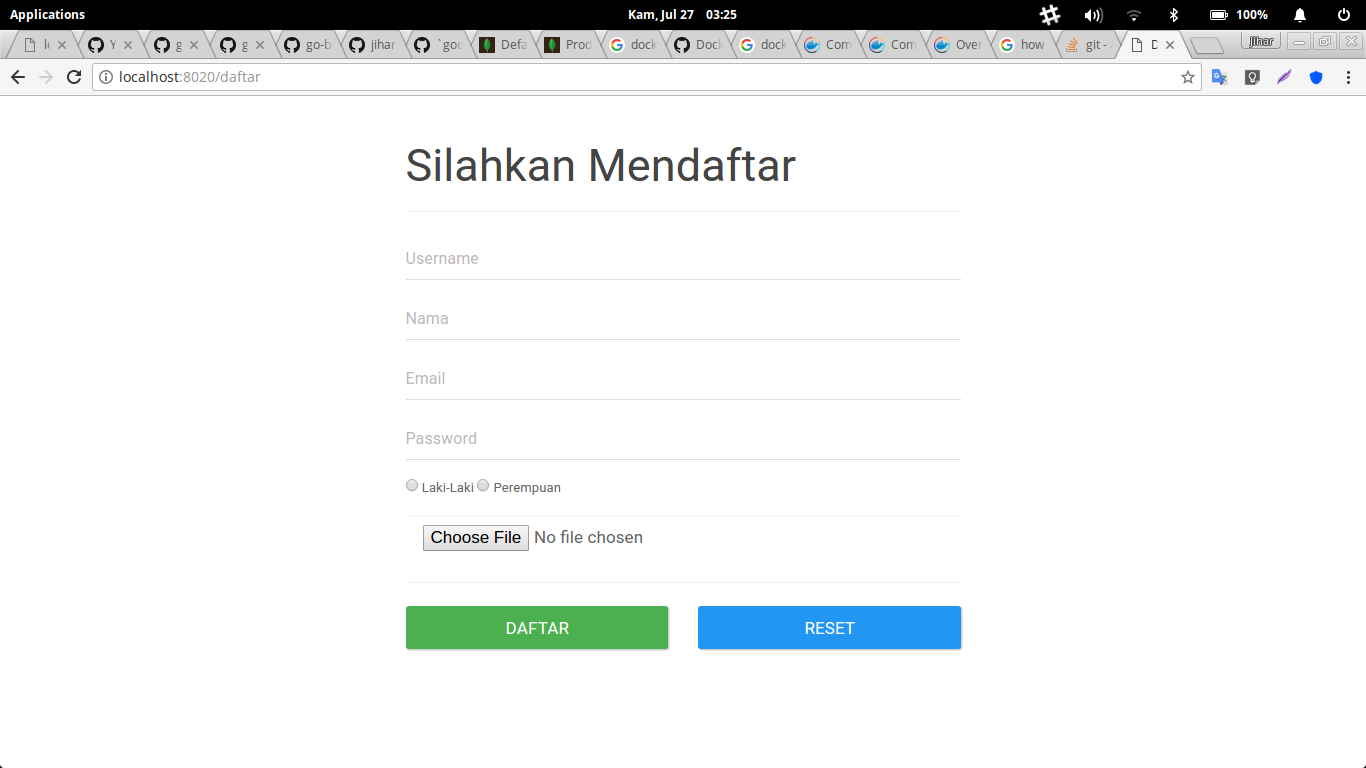 Applications Kam, Jul 27 03:25 100%
Y g g go-b jihar `goc Defa Prod dock Dock dock Com Com Over how git - D Jihar
localhost:8020/daftar
Silahkan Mendaftar
Username
Nama
Email
Password
Laki-Laki Perempuan
Choose File No file chosen
DAFTAR RESET